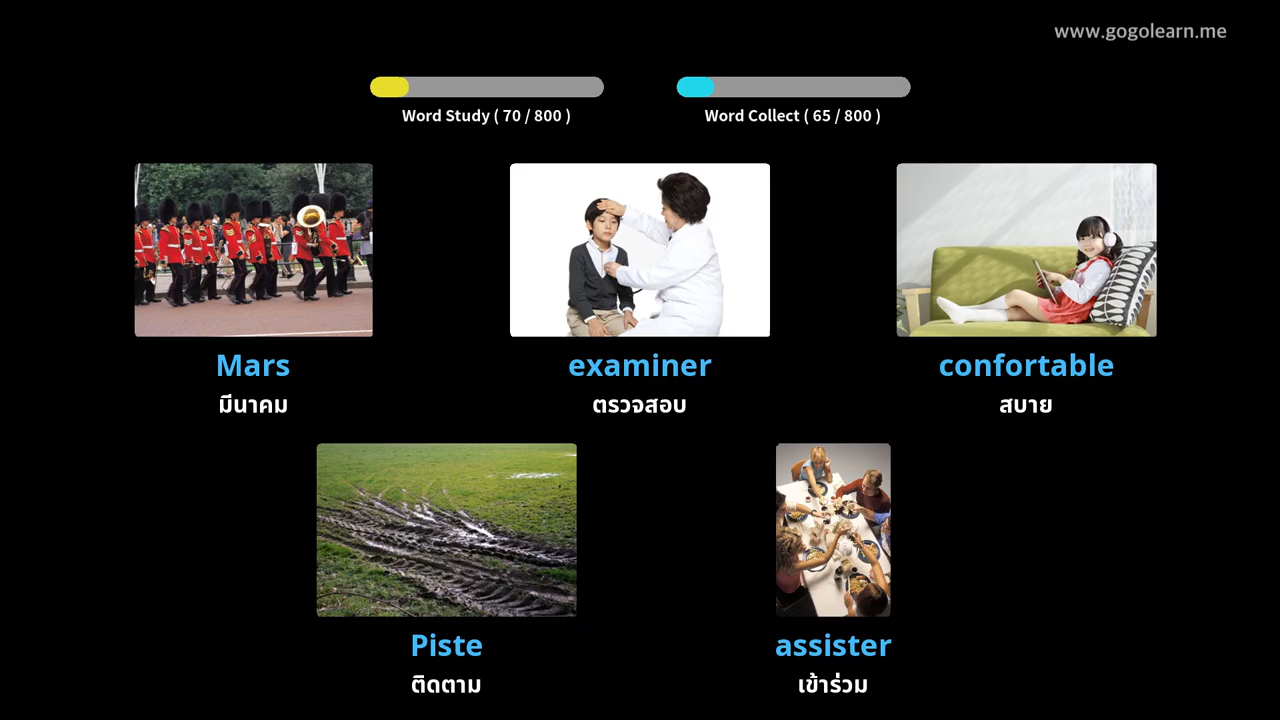 www.gogolearn.me
Word Study ( 70 / 800 )
Word Collect ( 65 / 800 )
Mars
มีนาคม
examiner
ตรวจสอบ
confortable
สบาย
Piste
ติดตาม
assister
เข้าร่วม